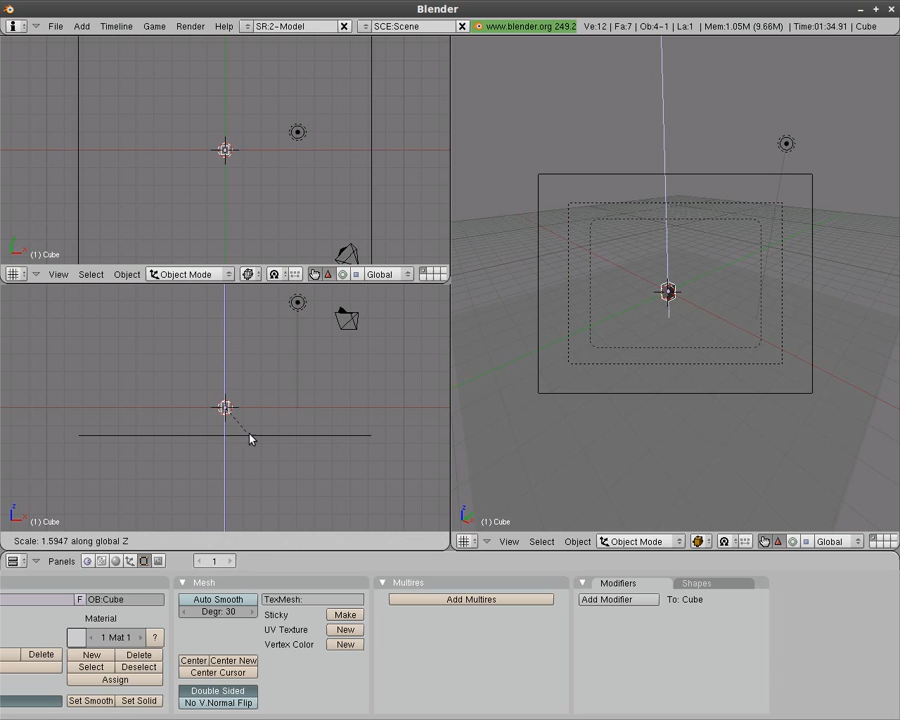 Blender
File Add Timeline Game Render Help SR:2-Model SCE:Scene www.blender.org 249.2 Ve:12 | Fa:7 | Ob:4-1 | La:1 | Mem:1.05M (9.66M) | Time:01:34.91 | Cube
Y X
(1) Cube
View Select Object Object Mode Global
z x
(1) Cube
z
(1) Cube
Scale: 1.5947 along global Z
View Select Object Object Mode Global
Panels 1
Mesh Multires Modifiers Shapes
F OB:Cube Auto Smooth TexMesh: Add Multires Add Modifier To: Cube
Degr: 30 Sticky Make
Material
1 Mat 1 ? UV Texture New
Vertex Color New
Delete New Delete
Select Deselect Center Center New
Assign Center Cursor
Double Sided
Set Smooth Set Solid No V.Normal Flip